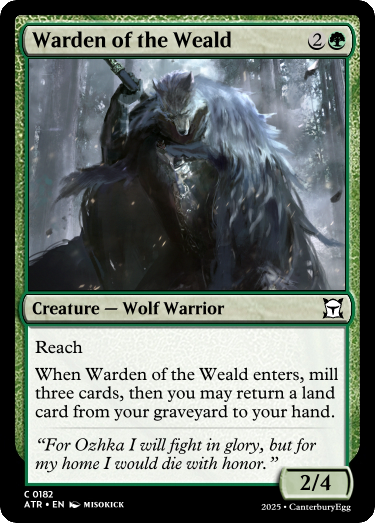 Warden of the Weald 2
Creature — Wolf Warrior
Reach
When Warden of the Weald enters, mill
three cards, then you may return a land
card from your graveyard to your hand.
“For Ozhka I will fight in glory, but for
my home I would die with honor.”
2/4
C 0182
ATR • EN MISOKICK
2025 • CanterburyEgg